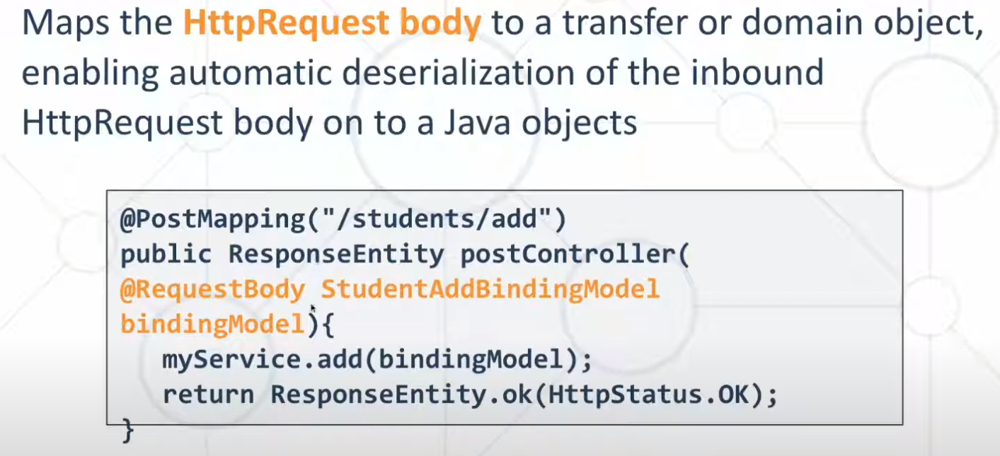 Maps the HttpRequest body to a transfer or domain object,
enabling automatic deserialization of the inbound
HttpRequest body on to a Java objects
@PostMapping("/students/add")
public ResponseEntity postController(
@RequestBody StudentAddBindingModel
bindingModel){
myService.add(bindingModel);
return ResponseEntity.ok(HttpStatus.OK);
}